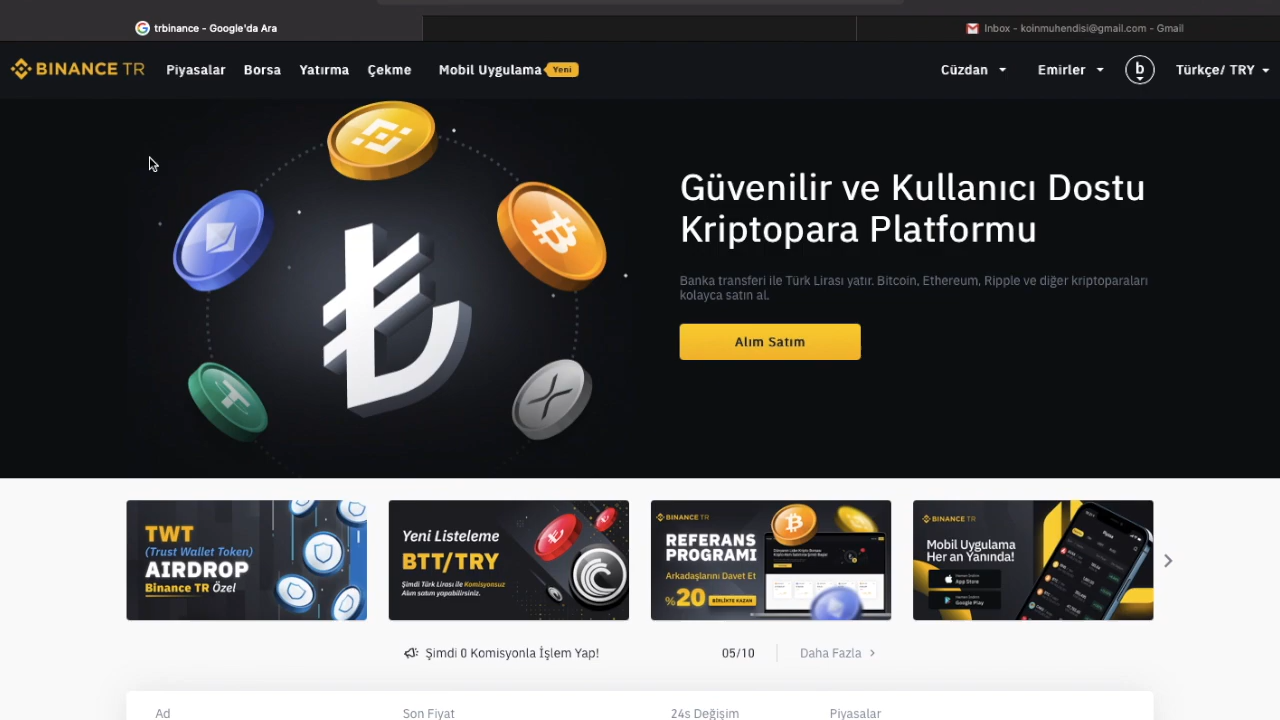 trbinance - Google'da Ara
Inbox - koinmuhendisi@gmail.com - Gmail
BINANCE TR
Piyasalar
Borsa
Yatırma
Çekme
Mobil Uygulama
Yeni
Cüzdan
Emirler
b
Türkçe/ TRY
Güvenilir ve Kullanıcı Dostu
Kriptopara Platformu
Banka transferi ile Türk Lirası yatır. Bitcoin, Ethereum, Ripple ve diğer kriptoparaları
kolayca satın al.
Alım Satım
TWT
(Trust Wallet Token)
AIRDROP
Binance TR Özel
Yeni Listeleme
BTT/TRY
Şimdi Türk Lirası ile Komisyonsuz
Alım satım yapabilirsiniz.
BINANCE TR
REFERANS
PROGRAMI
Arkadaşlarını Davet Et
%20 BİRLİKTE KAZAN
BINANCE TR
Mobil Uygulama
Her an Yanında!
App Store
Google Play
Şimdi 0 Komisyonla İşlem Yap!
05/10
Daha Fazla
Ad
Son Fiyat
24s Değişim
Piyasalar